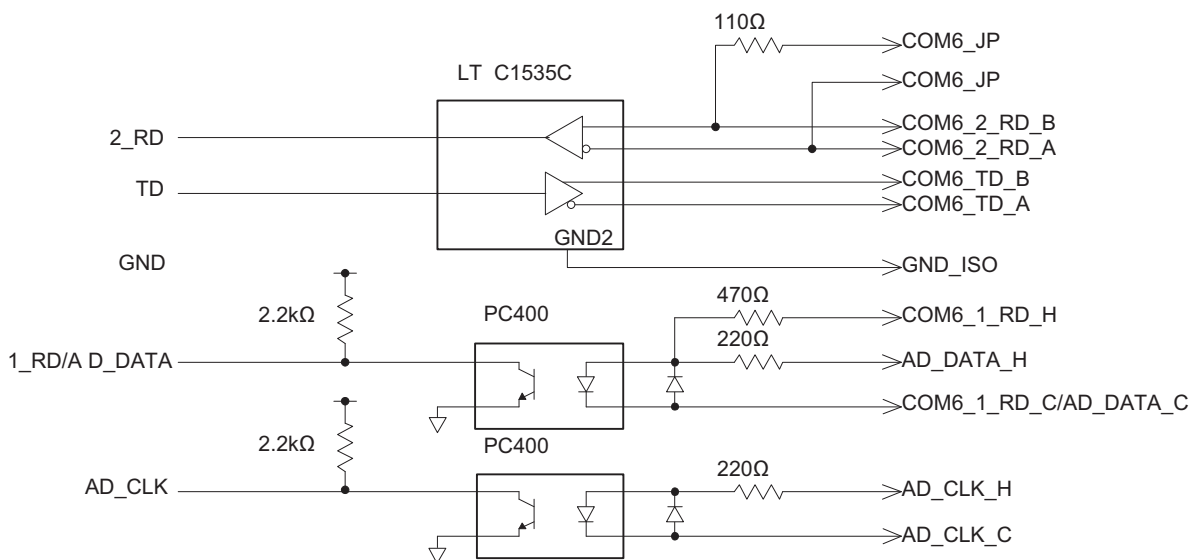 110Ω
COM6_JP
LT C1535C
COM6_JP
2_RD
COM6_2_RD_B
COM6_2_RD_A
TD
COM6_TD_B
COM6_TD_A
GND2
GND
GND_ISO
2.2kΩ
PC400
470Ω
COM6_1_RD_H
220Ω
1_RD/A D_DATA
AD_DATA_H
COM6_1_RD_C/AD_DATA_C
2.2kΩ
PC400
220Ω
AD_CLK
AD_CLK_H
AD_CLK_C